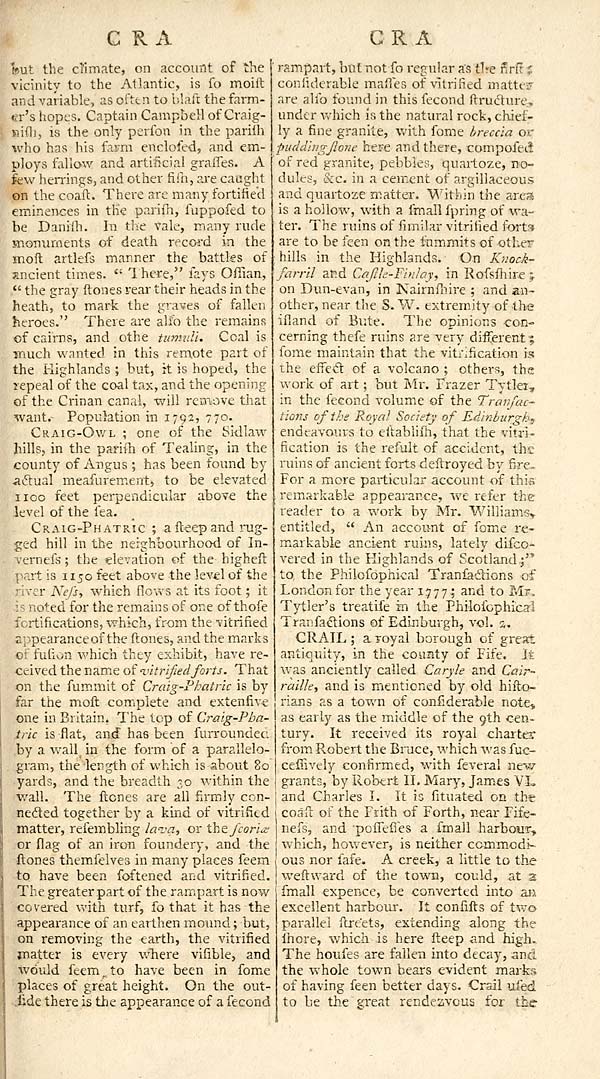 CRA
but the climate, on account of the
vicinity to the Atlantic, is ſo moiſt
and variable, as often to blaſt the farm-
er's hopes. Captain Campbell of Craig-
niſh, is the only perſon in the pariſh
who has his farm encloſed, and em-
ploys fallow and artificial graſſes. A
few herrings, and other fiſh, are caught
on the coaſt. There are many fortified
eminences in the pariſh, ſuppoſed to
be Daniſh. In the vale, many rude
monuments of death record in the
moſt artleſs manner the battles of
ancient times. “ There,” ſays Oſſian,
“ the gray ſtones rear their heads in the
heath, to mark the graves of fallen
heroes.” There are alſo the remains
of cairns, and othe tumuli. Coal is
much wanted in this remote part of
the Highlands ; but, it is hoped, the
repeal of the coal tax, and the opening
of the Crinan canal, will remove that
want. Population in 1792, 770.
CRAIG-OWL ; one of the Sidlaw
hills, in the pariſh of Tealing, in the
county of Angus ; has been found by
actual meaſurement, to be elevated
1100 feet perpendicular above the
level of the ſea.
CRAIG-PHATRIC ; a ſteep and rug-
ged hill in the neighbourhood of In-
verneſs ; the elevation of the higheſt
part is 1150 feet above the level of the
river Neſs, which flows at its foot ; it
is noted for the remains of one of thoſe
fortifications, which, from the vitrified
appearance of the ſtones, and the marks
of fuſion which they exhibit, have re-
ceived the name of vitrified forts. That
on the ſummit of Craig-Phatric is by
far the moſt complete and extenſive
one in Britain. The top of Craig-Pha-
tric is flat, and has been ſurrounded
by a wall in the form of a parallelo-
gram, the length of which is about 80
yards, and the breadth 30 within the
wall. The ſtones are all firmly con-
nected together by a kind of vitrified
matter, reſembling lava, or the ſcoriæ
or ſlag of an iron foundery, and the
ſtones themſelves in many places ſeem
to have been ſoftened and vitrified.
The greater part of the rampart is now
covered with turf, ſo that it has the
appearance of an earthen mound ; but,
on removing the earth, the vitrified
matter is every where viſible, and
would ſeem to have been in ſome
places of great height. On the out-
ſide there is the appearance of a ſecond
CRA
rampart, but not ſo regular as the firſt ;
conſiderable maſſes of vitrified matter
are alſo found in this ſecond ſtructure,
under which is the natural rock, chief-
ly a fine granite, with ſome breccia or
pudding ſtone here and there, compoſed
of red granite, pebbles, quartoze, no-
dules, &c. in a cement of argillaceous
and quartoze matter. Within the area
is a hollow, with a ſmall ſpring of wa-
ter. The ruins of ſimilar vitrified forts
are to be ſeen on the ſummits of other
hills in the Highlands. On Knock-
farril and Caſtle-Finlay, in Roſsſhire ;
on Dun-evan, in Nairnſhire ; and an-
other, near the S. W. extremity of the
iſland of Bute. The opinions con-
cerning theſe ruins are very different ;
ſome maintain that the vitrification is
the effect of a volcano ; others, the
work of art ; but Mr. Frazer Tytler,
in the ſecond volume of the Tranſac-
tions of the Royal Society of Edinburgh,
endeavours to eſtabliſh, that the vitri-
fication is the reſult of accident, the
ruins of ancient forts deſtroyed by fire.
For a more particular account of this
remarkable appearance, we refer the
reader to a work by Mr. Williams,
entitled, “ An account of ſome re-
markable ancient ruins, lately diſco-
vered in the Highlands of Scotland ;”
to the Philoſophical Tranſactions of
London for the year 1777 ; and to Mr.
Tytler's treatiſe in the Philoſophical
Tranſactions of Edinburgh, vol. 2.
CRAIL ; a royal borough of great
antiquity, in the county of Fife. It
was anciently called Caryle and Cair-
raille, and is mentioned by old hiſto-
rians as a town of conſiderable note,
as early as the middle of the 9th cen-
tury. It received its royal charter
from Robert the Bruce, which was ſuc-
ceſſively confirmed, with ſeveral new
grants, by Robert II. Mary, James VI.
and Charles I. It is ſituated on the
coaſt of the Frith of Forth, near Fife-
neſs, and poſſeſſes a ſmall harbour,
which, however, is neither commodi-
ous nor ſafe. A creek, a little to the
weſtward of the town, could, at a
ſmall expence, be converted into an
excellent harbour. It conſiſts of two
parallel ſtreets, extending along the
ſhore, which is here ſteep and high.
The houſes are fallen into decay, and
the whole town bears evident marks
of having ſeen better days. Crail uſed
to be the great rendezvous for the